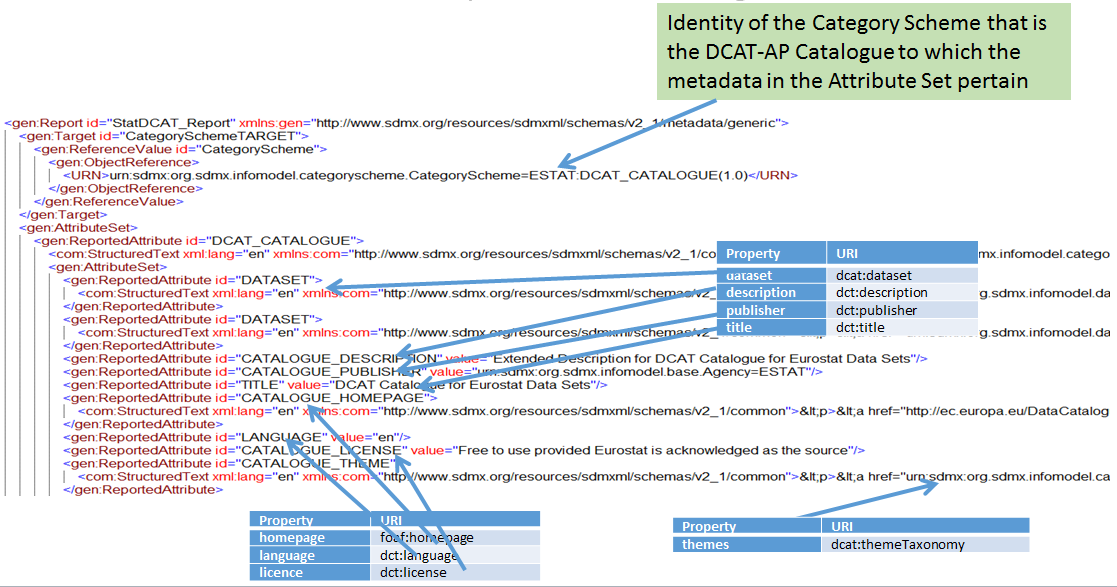 Identity of the Category Scheme that is
the DCAT-AP Catalogue to which the
metadata in the Attribute Set pertain
<gen:Report id="StatDCAT_Report" xmlns:gen="http://www.sdmx.org/resources/sdmxml/schemas/v2_1/metadata/generic">
<gen:Target id="CategorySchemeTARGET">
<gen:ReferenceValue id="CategoryScheme">
<gen:ObjectReference>
<URN>urn:sdmx:org.sdmx.infomodel.categoryscheme.CategoryScheme=ESTAT:DCAT_CATALOGUE(1.0)</URN>
</gen:ObjectReference>
</gen:ReferenceValue>
</gen:Target>
<gen:AttributeSet>
<gen:ReportedAttribute id="DCAT_CATALOGUE">
<com:StructuredText xml:lang="en" xmlns:com="http://www.sdmx.org/resources/sdmxml/schemas/v2_1/co mx.infomodel.catego
<gen:AttributeSet>
<gen:ReportedAttribute id="DATASET">
<com:StructuredText xml:lang="en" xmlns:com="http://www.sdmx.org/resources/sdmxml/schemas/v2_ g.sdmx.infomodel.da
</gen:ReportedAttribute>
<gen:ReportedAttribute id="DATASET">
<com:StructuredText xml:lang="en" xmlns:com="http://www.sdmx.org/resources/sdmxml/schemas/v2_ g.sdmx.infomodel.da
</gen:ReportedAttribute>
<gen:ReportedAttribute id="CATALOGUE_DESCRIPTION" value="Extended Description for DCAT Catalogue for Eurostat Data Sets"/>
<gen:ReportedAttribute id="CATALOGUE_PUBLISHER" value="urn:sdmx:org.sdmx.infomodel.base.Agency=ESTAT"/>
<gen:ReportedAttribute id="TITLE" value="DCAT Catalogue for Eurostat Data Sets"/>
<gen:ReportedAttribute id="CATALOGUE_HOMEPAGE">
<com:StructuredText xml:lang="en" xmlns:com="http://www.sdmx.org/resources/sdmxml/schemas/v2_1/common">&lt;p>&lt;a href="http://ec.europa.eu/DataCatalog
</gen:ReportedAttribute>
<gen:ReportedAttribute id="LANGUAGE" value="en"/>
<gen:ReportedAttribute id="CATALOGUE_LICENSE" value="Free to use provided Eurostat is acknowledged as the source"/>
<gen:ReportedAttribute id="CATALOGUE_THEME">
<com:StructuredText xml:lang="en" xmlns:com="http://www.sdmx.org/resources/sdmxml/schemas/v2_1/common">&lt;p>&lt;a href="urn:sdmx:org.sdmx.infomodel.ca
</gen:ReportedAttribute>
Property URI
dataset dcat:dataset
description dct:description
publisher dct:publisher
title dct:title
Property URI
homepage foaf:homepage
language dct:language
licence dct:license
Property URI
themes dcat:themeTaxonomy